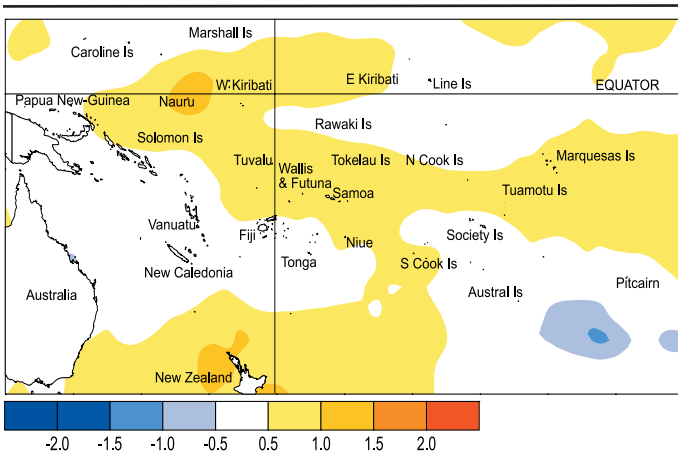 Marshall Is
Caroline Is
W Kiribati
E Kiribati
Line Is
EQUATOR
Papua New-Guinea
Nauru
Rawaki Is
Solomon Is
Tuvalu
Wallis
& Futuna
Tokelau Is
N Cook Is
Marquesas Is
Samoa
Tuamotu Is
Vanuatu
Fiji
Niue
Society Is
New Caledonia
Tonga
S Cook Is
Pitcairn
Australia
Austral Is
New Zealand
-2.0 -1.5 -1.0 -0.5 0.5 1.0 1.5 2.0